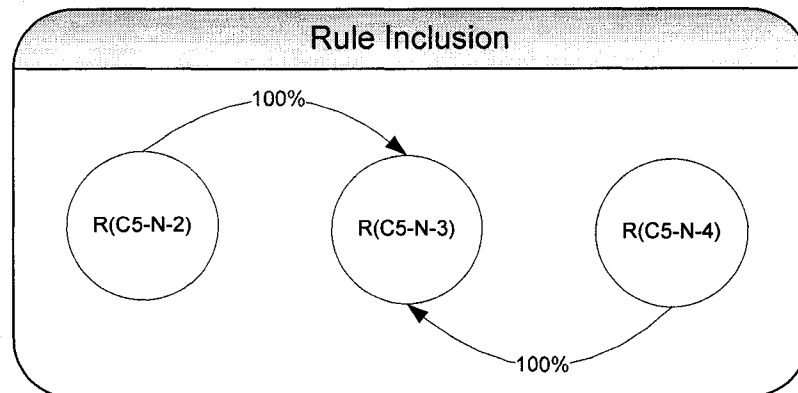 Rule Inclusion
100%
R(C5-N-2)
R(C5-N-3)
R(C5-N-4)
100%